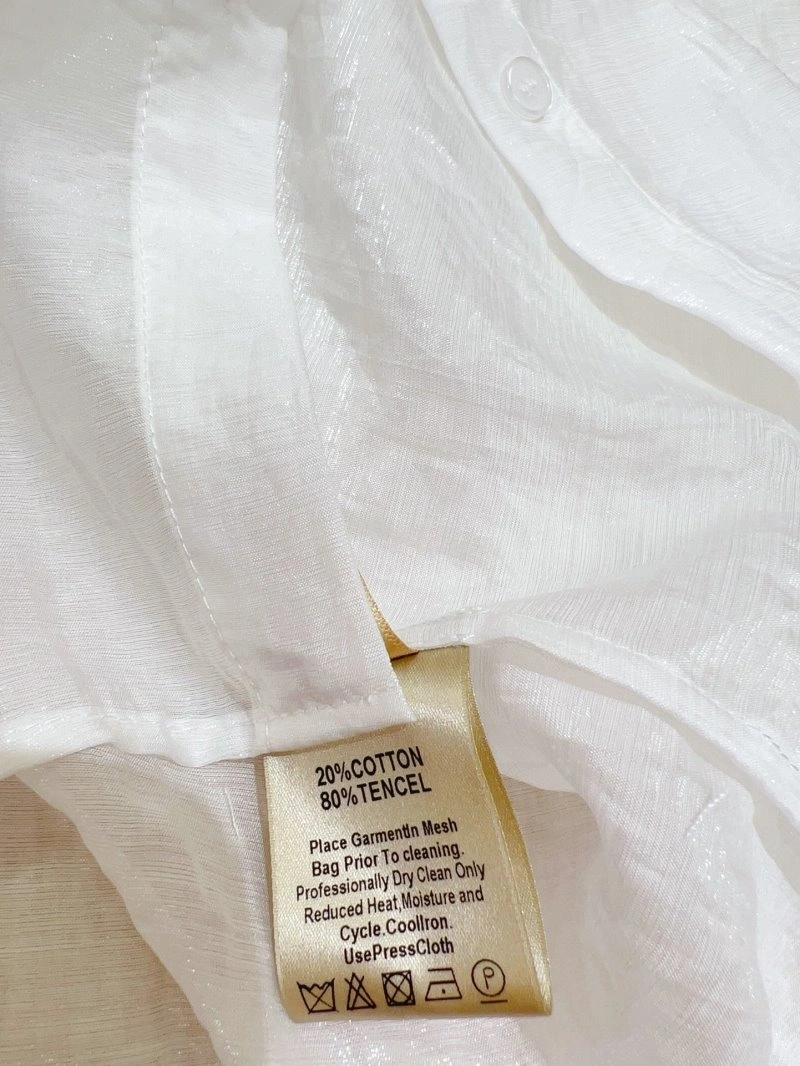 20%COTTON
80%TENCEL
Place GarmentIn Mesh
Bag Prior To cleaning.
Professionally Dry Clean Only
Reduced Heat,Moisture and
Cycle.CoolIron.
UsePressCloth
P